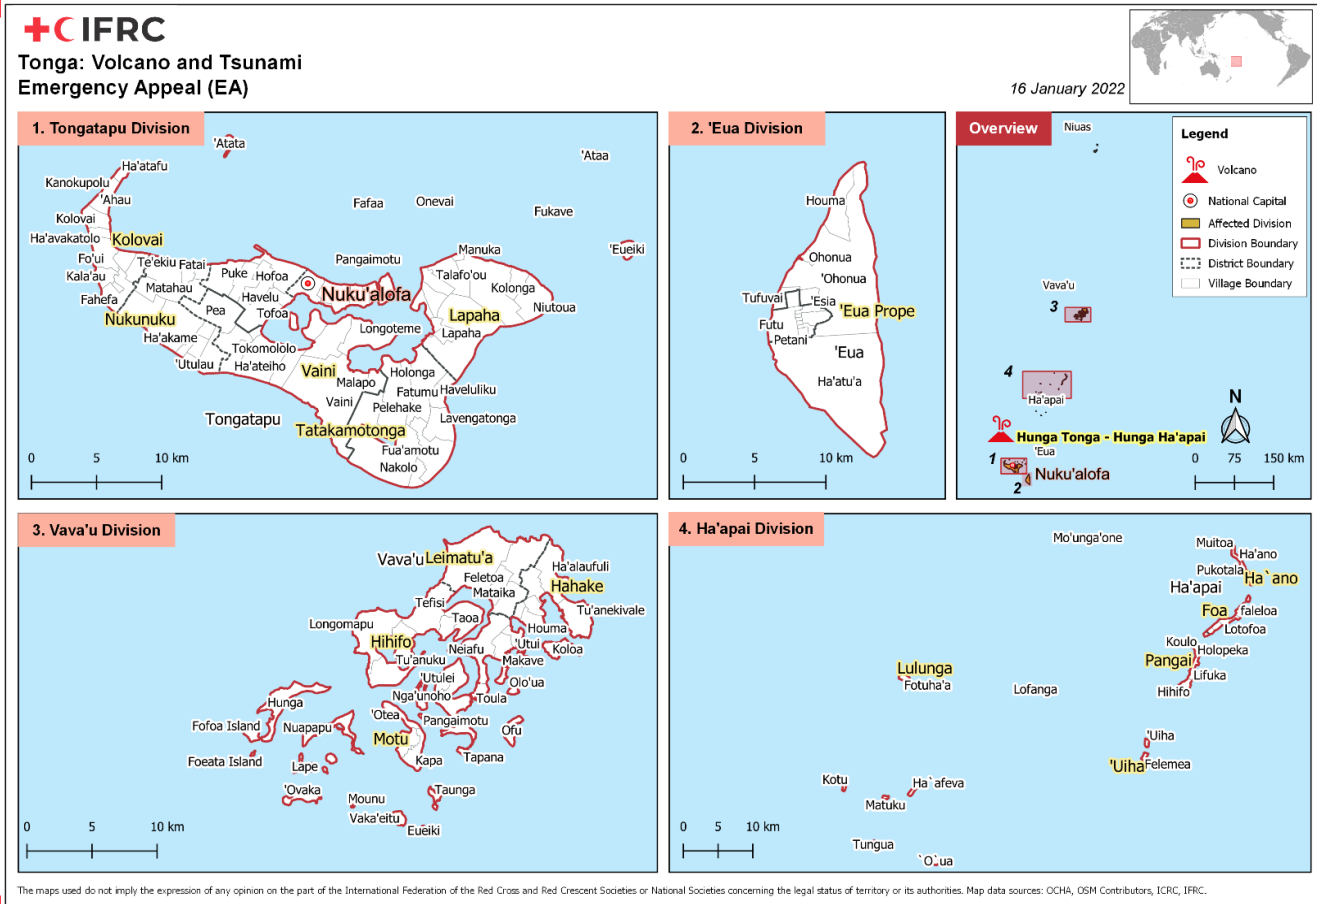 IFRC
Tonga: Volcano and Tsunami
Emergency Appeal (EA)
16 January 2022
1. Tongatapu Division
'Atata
'Ataa
Ha'atafu
Kanokupolu
'Ahau
Fafaa
Onevai
Fukave
Kolovai
Ha'avakatolo
Kolovai
'Eueiki
Manuka
Fo'ui
Te'ekiu
Fatai
Pangaimotu
Kala'au
Puke
Hofoa
Talafo'ou
Matahau
Kolonga
Fahefa
Havelu
Nuku'alofa
Niutoua
Pea
Tofoa
Nukunuku
Lapaha
Longoteme
Lapaha
Ha'akame
Tokomololo
'Utulau
Ha'ateiho
Vaini
Holonga
Malapo
Fatumu
Haveluliku
Vaini
Pelehake
Tongatapu
Lavengatonga
Tatakamotonga
Fua'amotu
Nakolo
0 5 10 km
2. 'Eua Division
Houma
Ohonua
'Ohonua
Tufuvai
'Esia
'Eua Prope
Futu
Petani
'Eua
Ha'atu'a
0 5 10 km
Overview
Niuas
Vava'u
3
4
Ha'apai
Hunga Tonga - Hunga Ha'apai
'Eua
1
Nuku'alofa
2
N
0 75 150 km
Legend
Volcano
National Capital
Affected Division
Division Boundary
District Boundary
Village Boundary
3. Vava'u Division
Vava'u
Leimatu'a
Ha'alaufuli
Feletoa
Hahake
Mataika
Tefisi
Tu'anekivale
Taoa
Longomapu
Houma
Hihifo
'Utui
Neiafu
Koloa
Tu'anuku
Makave
'Utulei
Olo'ua
Nga'unoho
Toula
Hunga
'Otea
Pangaimotu
Fofoa Island
Nuapapu
Ofu
Motu
Foeata Island
Kapa
Tapana
Lape
'Ovaka
Taunga
Mounu
Vaka'eitu
Eueiki
0 5 10 km
4. Ha'apai Division
Mo'unga'one
Muitoa
Ha'ano
Pukotala
Ha`ano
Ha'apai
Foa
faleloa
Lotofoa
Koulo
Holopeka
Pangai
Lulunga
Lifuka
Fotuha'a
Lofanga
Hihifo
'Uiha
'Uiha
Felemea
Kotu
Ha`afeva
Matuku
Tungua
`O`ua
0 5 10 km
The maps used do not imply the expression of any opinion on the part of the International Federation of the Red Cross and Red Crescent Societies or National Societies concerning the legal status of territory or its authorities. Map data sources: OCHA, OSM Contributors, ICRC, IFRC.